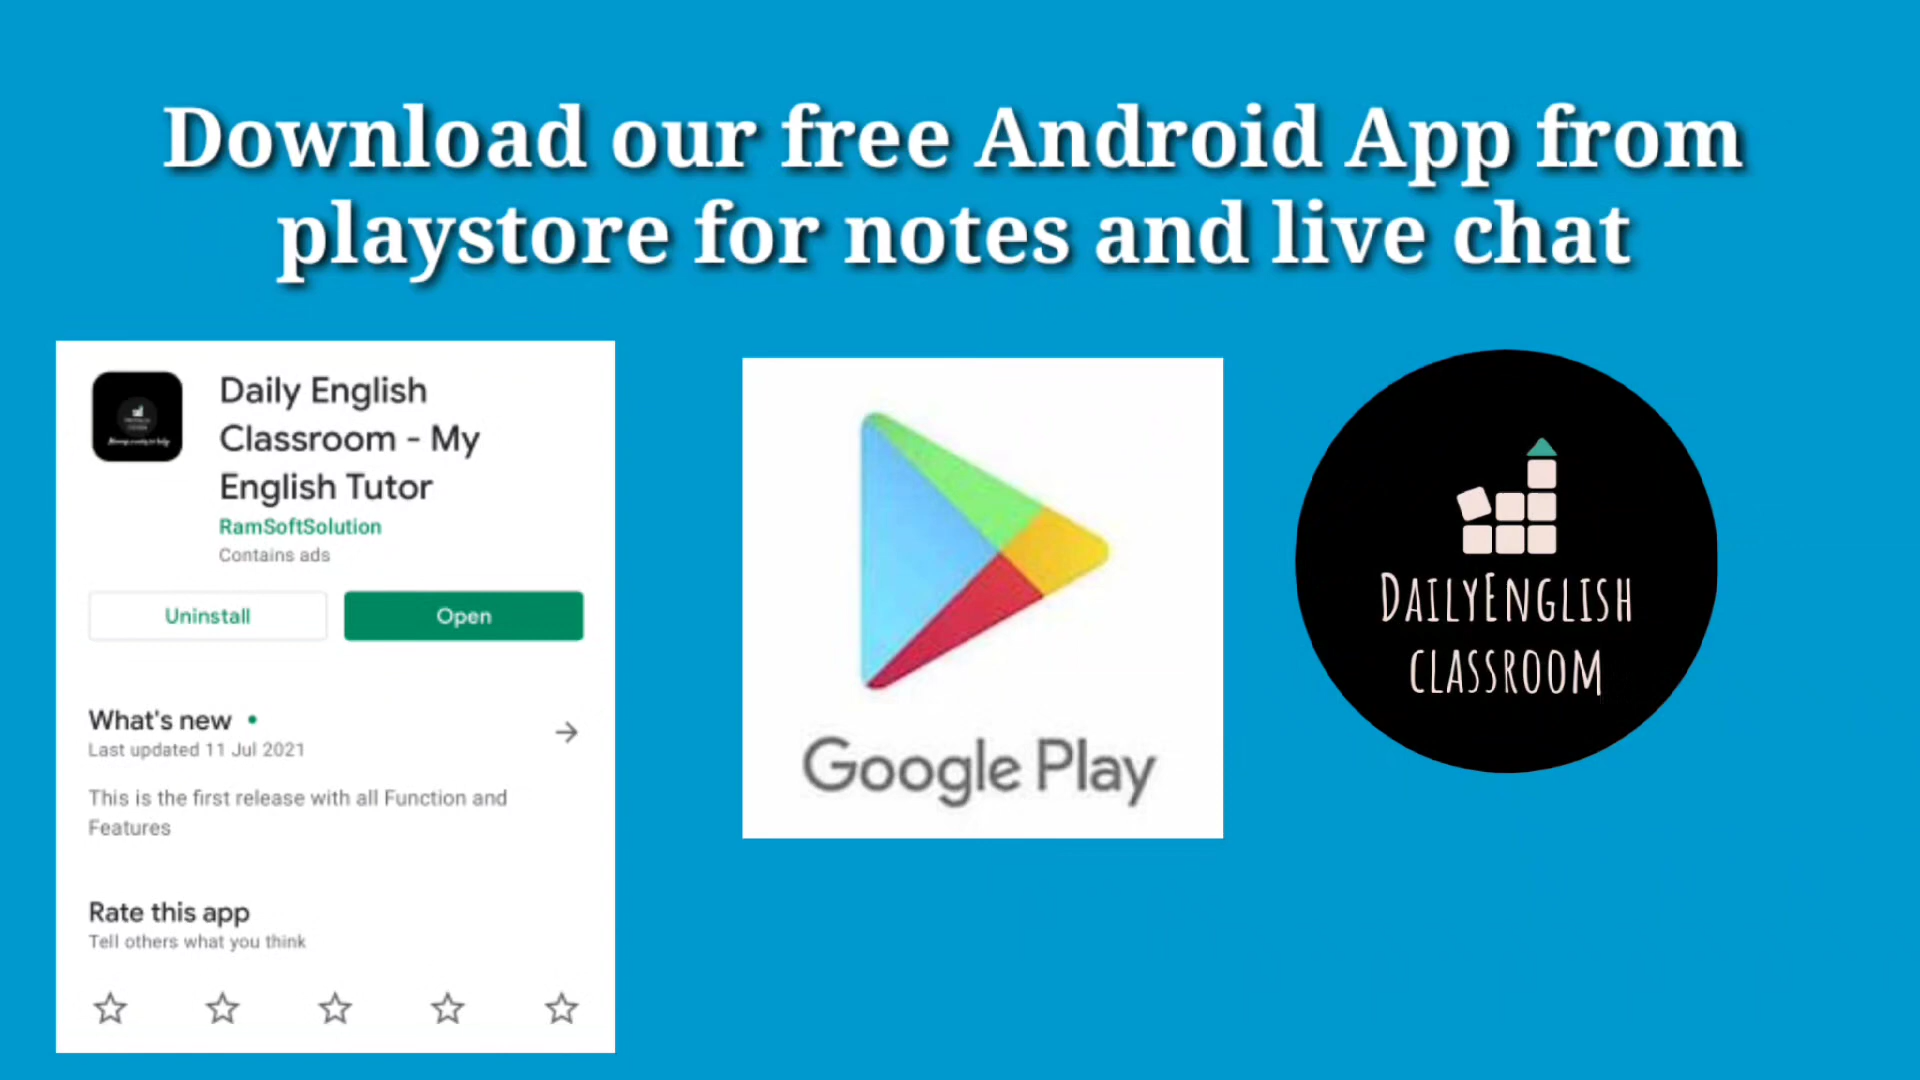 Download our free Android App from
playstore for notes and live chat
Daily English
Classroom - My
English Tutor
RamSoftSolution
Contains ads
Uninstall
Open
What's new
Last updated 11 Jul 2021
This is the first release with all Function and
Features
Rate this app
Tell others what you think
Google Play
DailyEnglish
classroom